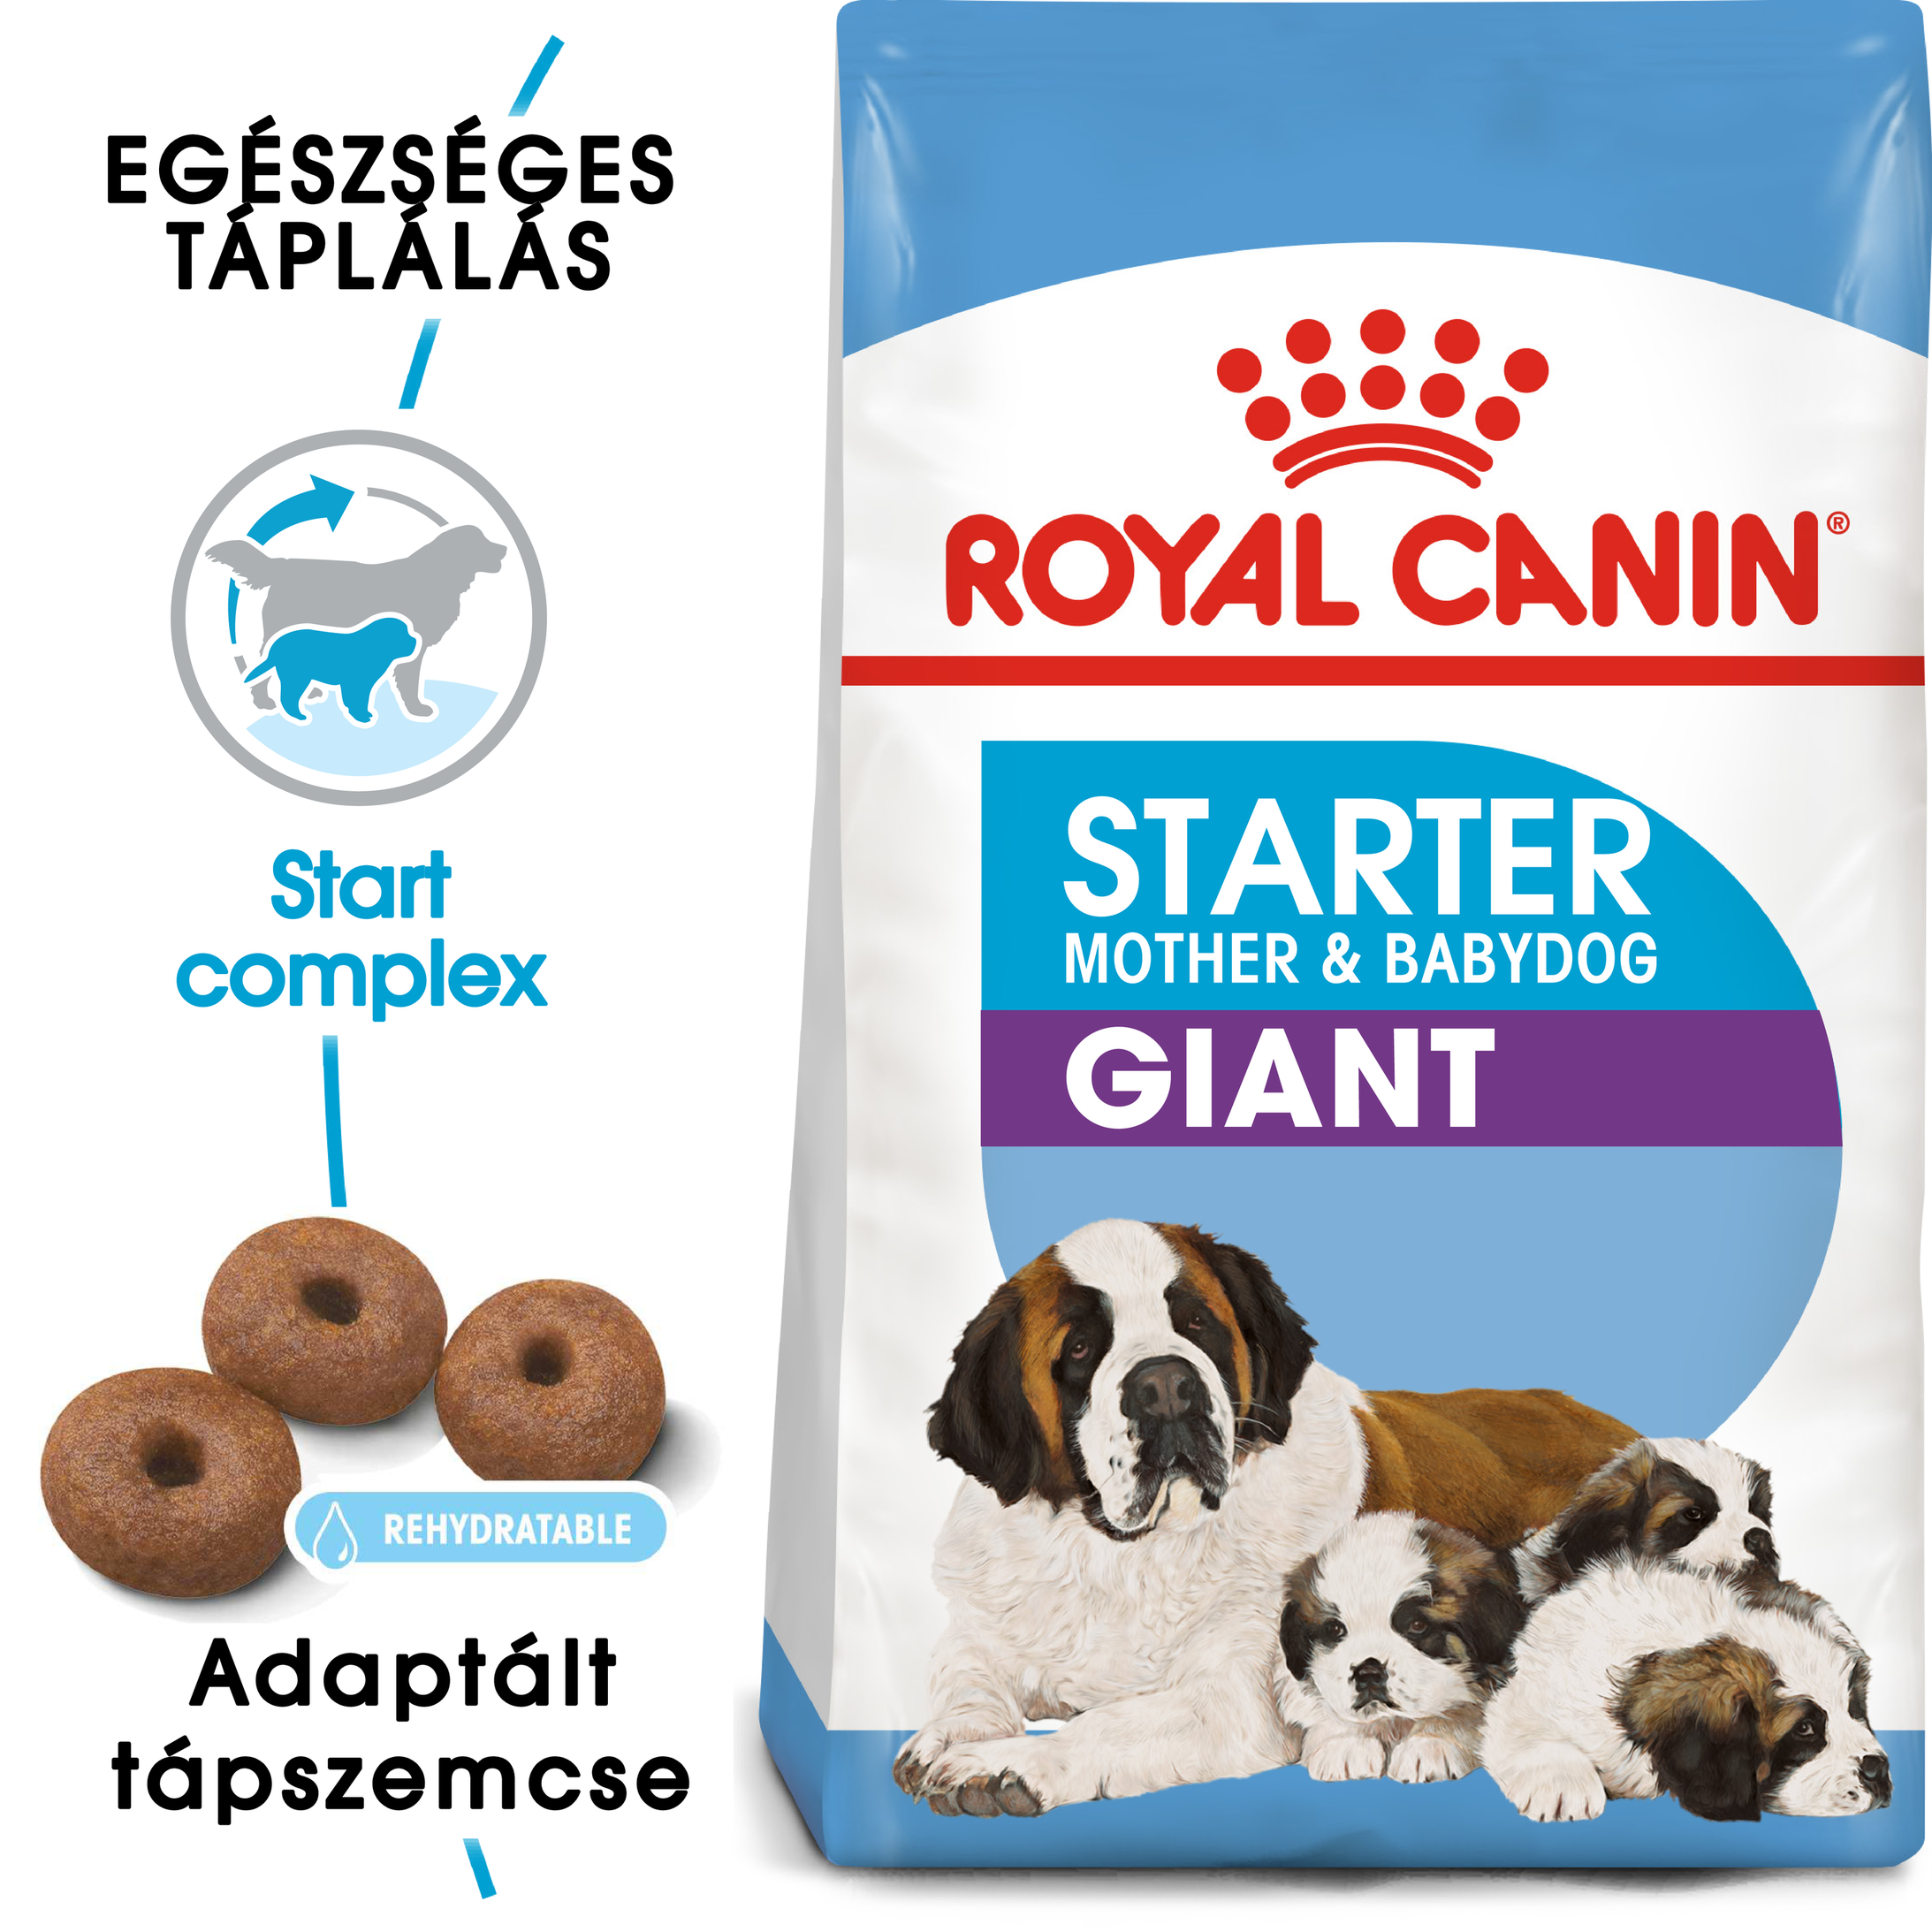 EGÉSZSÉGES
TÁPLÁLÁS
Start
complex
REHYDRATABLE
Adaptált
tápszemcse
ROYAL CANIN®
STARTER
MOTHER & BABYDOG
GIANT